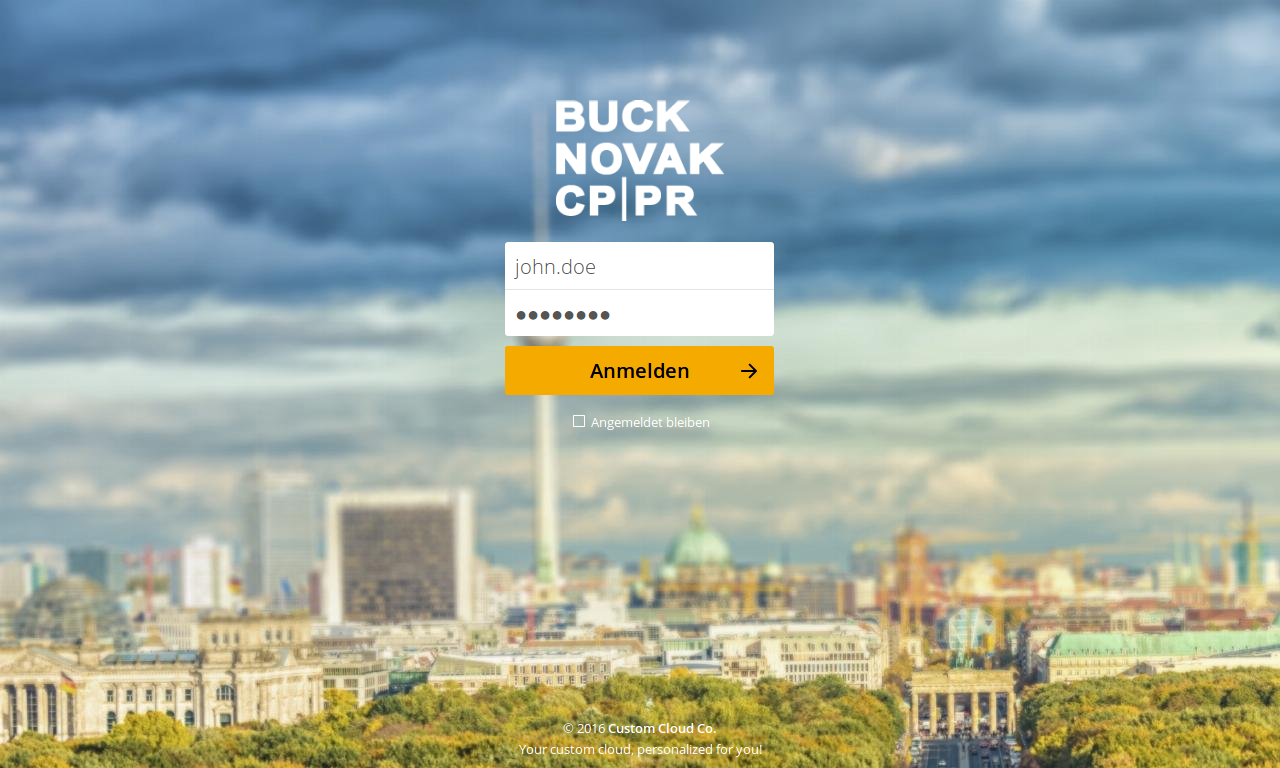 BUCK
NOVAK
CP|PR
john.doe
●●●●●●●●
Anmelden
Angemeldet bleiben
© 2016 Custom Cloud Co.
Your custom cloud, personalized for you!